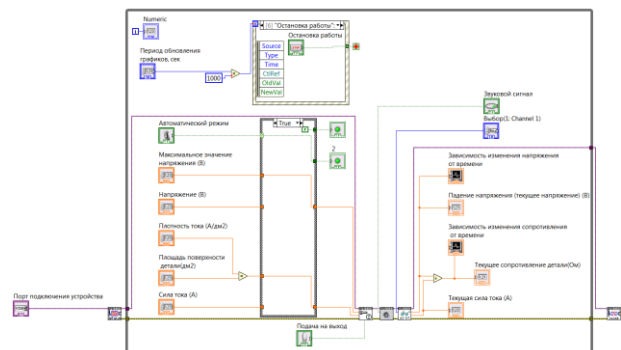 Numeric
[6] "Остановка работы":
Остановка работы
Период обновления
графиков, сек
1000
Source
Type
Time
CtlRef
OldVal
NewVal
Звуковой сигнал
Выбор(1: Channel 1)
Автоматический режим
True
2
Максимальное значение
напряжения (В)
Зависимость изменения напряжения
от времени
Напряжение (В)
Падение напряжения (текущее напряжение) (В)
Плотность тока (А/дм2)
Зависимость изменения сопротивления
от времени
Площадь поверхности
детали(дм2)
Текущее сопротивление детали(Ом)
Порт подключения устройства
Сила тока (А)
Текущая сила тока (А)
Подача на выход